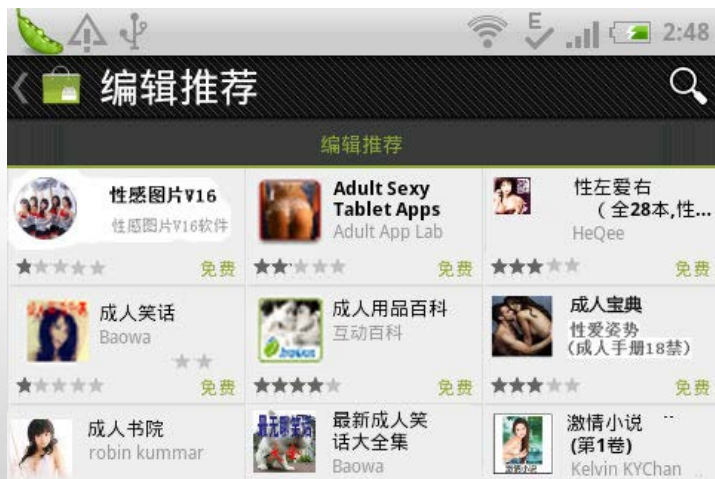 E
2:48
编辑推荐
编辑推荐
性感图片V16
性感图片V16软件
免费
Adult Sexy
Tablet Apps
Adult App Lab
免费
性左爱右
（全28本,性...
HeQee
免费
成人笑话
Baowa
免费
成人用品百科
互动百科
免费
成人宝典
性爱姿势
(成人手册18禁)
免费
成人书院
robin kummar
最新成人笑
话大全集
Baowa
激情小说
(第1卷)
Kelvin KYChan